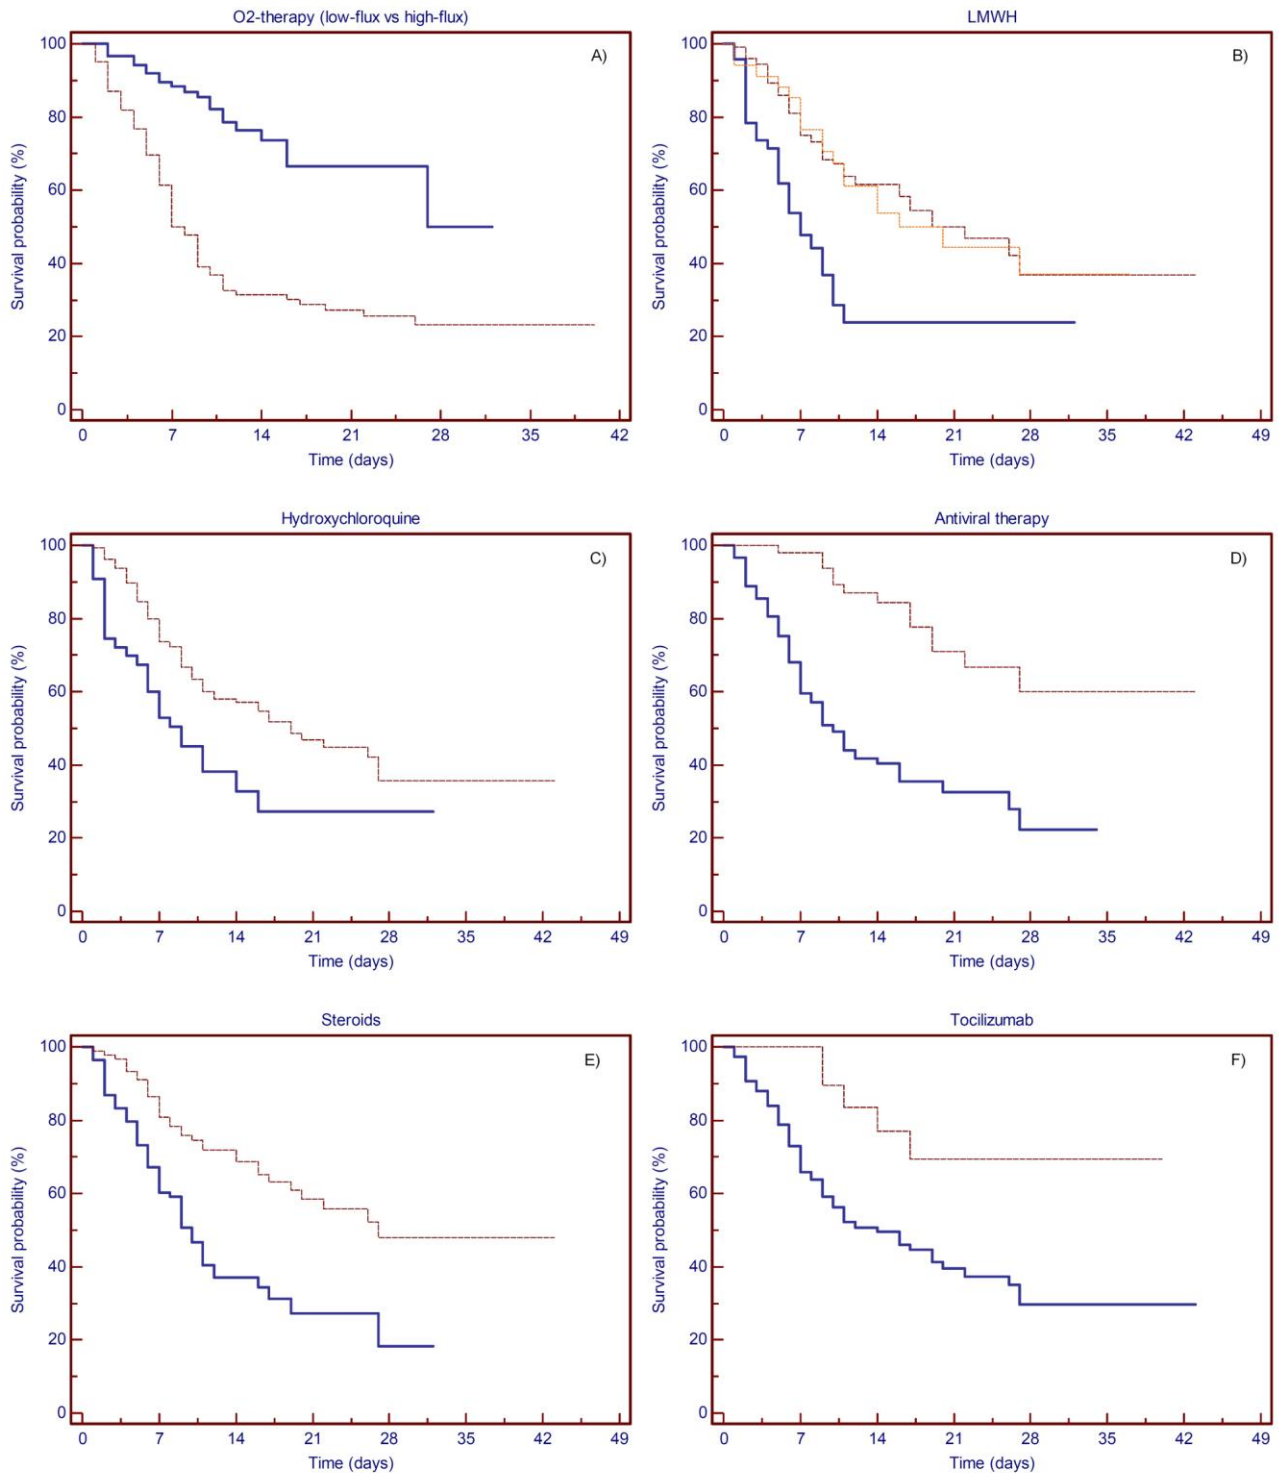 O2-therapy (low-flux vs high-flux)
A)
Survival probability (%)
100
80
60
40
20
0
0 7 14 21 28 35 42
Time (days)
LMWH
B)
Survival probability (%)
100
80
60
40
20
0
0 7 14 21 28 35 42 49
Time (days)
Hydroxychloroquine
C)
Survival probability (%)
100
80
60
40
20
0
0 7 14 21 28 35 42 49
Time (days)
Antiviral therapy
D)
Survival probability (%)
100
80
60
40
20
0
0 7 14 21 28 35 42 49
Time (days)
Steroids
E)
Survival probability (%)
100
80
60
40
20
0
0 7 14 21 28 35 42 49
Time (days)
Tocilizumab
F)
Survival probability (%)
100
80
60
40
20
0
0 7 14 21 28 35 42 49
Time (days)